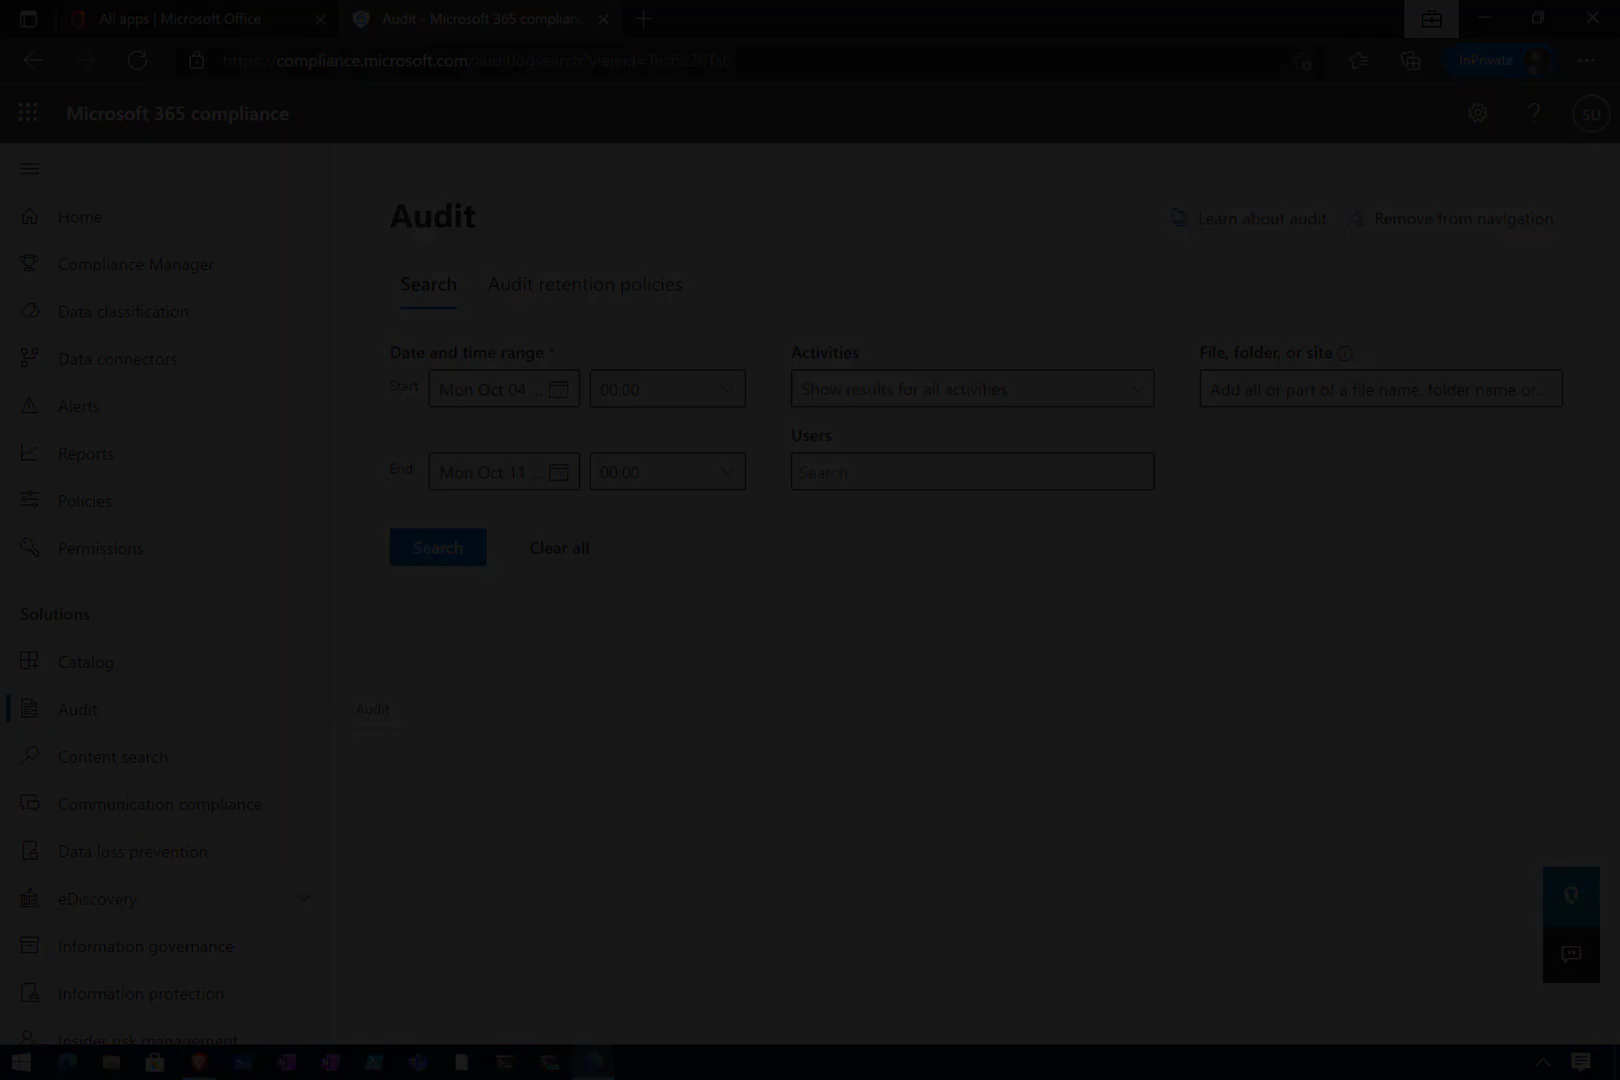 All apps | Microsoft Office
Audit - Microsoft 365 complianc
https://compliance.microsoft.com/auditlogsearch?viewid=Test%20Tab
InPrivate
Microsoft 365 compliance
SU
Home
Compliance Manager
Data classification
Data connectors
Alerts
Reports
Policies
Permissions
Solutions
Catalog
Audit
Content search
Communication compliance
Data loss prevention
eDiscovery
Information governance
Information protection
Insider risk management
Audit
Audit
Learn about audit
Remove from navigation
Search
Audit retention policies
Date and time range *
Start
Mon Oct 04 ...
00:00
End
Mon Oct 11 ...
00:00
Activities
Show results for all activities
Users
Search
File, folder, or site
Add all or part of a file name, folder name or...
Search
Clear all